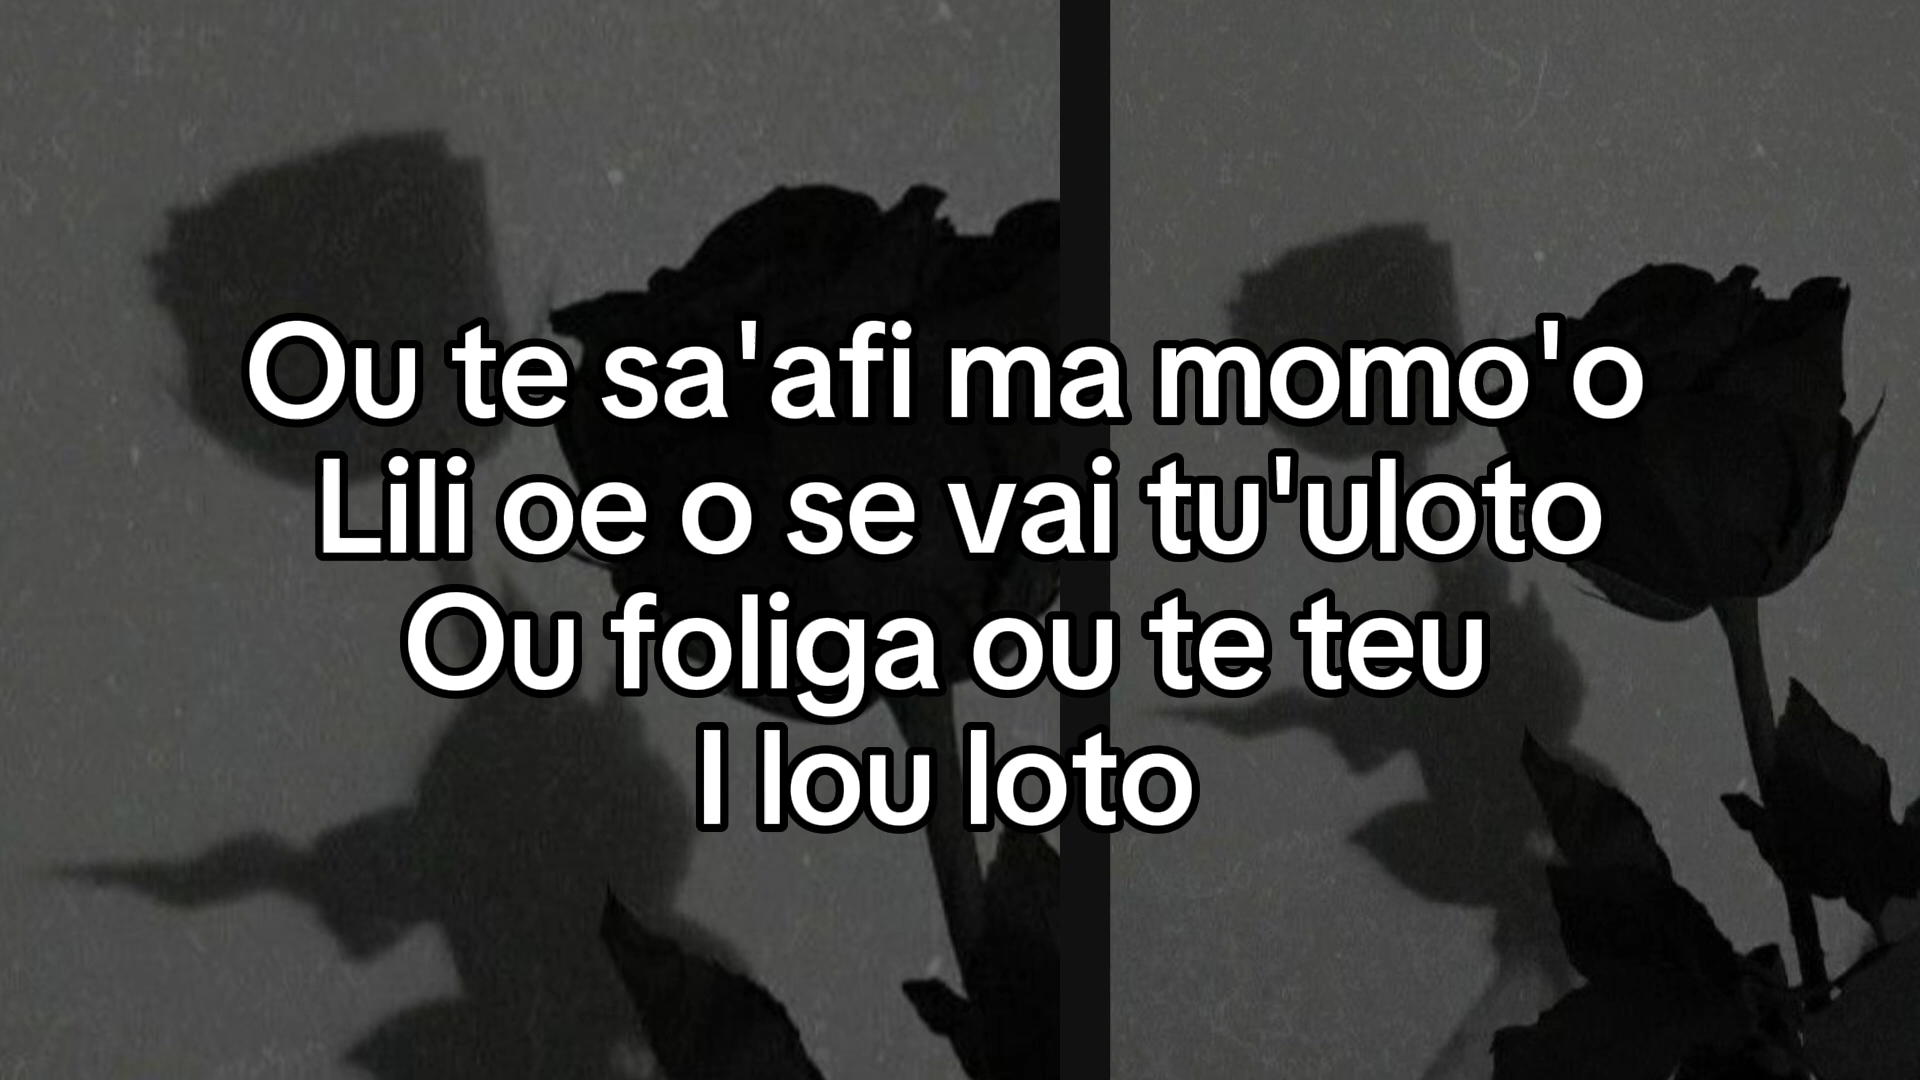 Ou te sa'afi ma momo'o
Lili oe o se vai tu'uloto
Ou foliga ou te teu
I lou loto